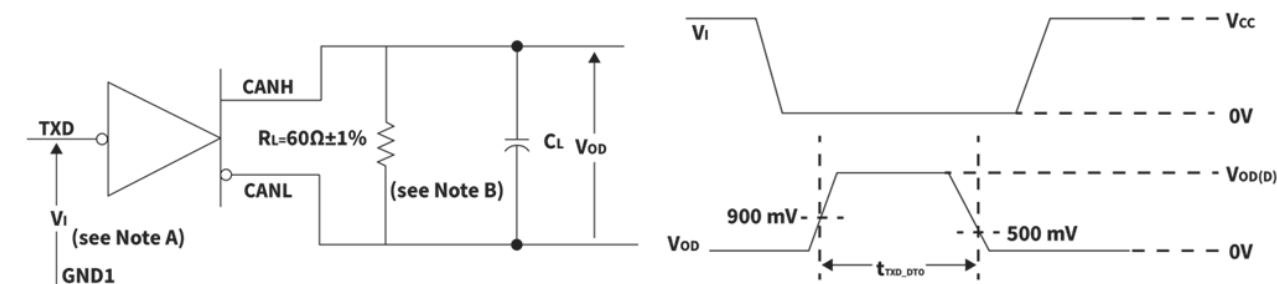 CANH
TXD
RL=60Ω±1%
CL
VOD
CANL
(see Note B)
VI
(see Note A)
GND1
VI
VCC
0V
VOD(D)
900 mV
500 mV
VOD
0V
tTXD_DTO